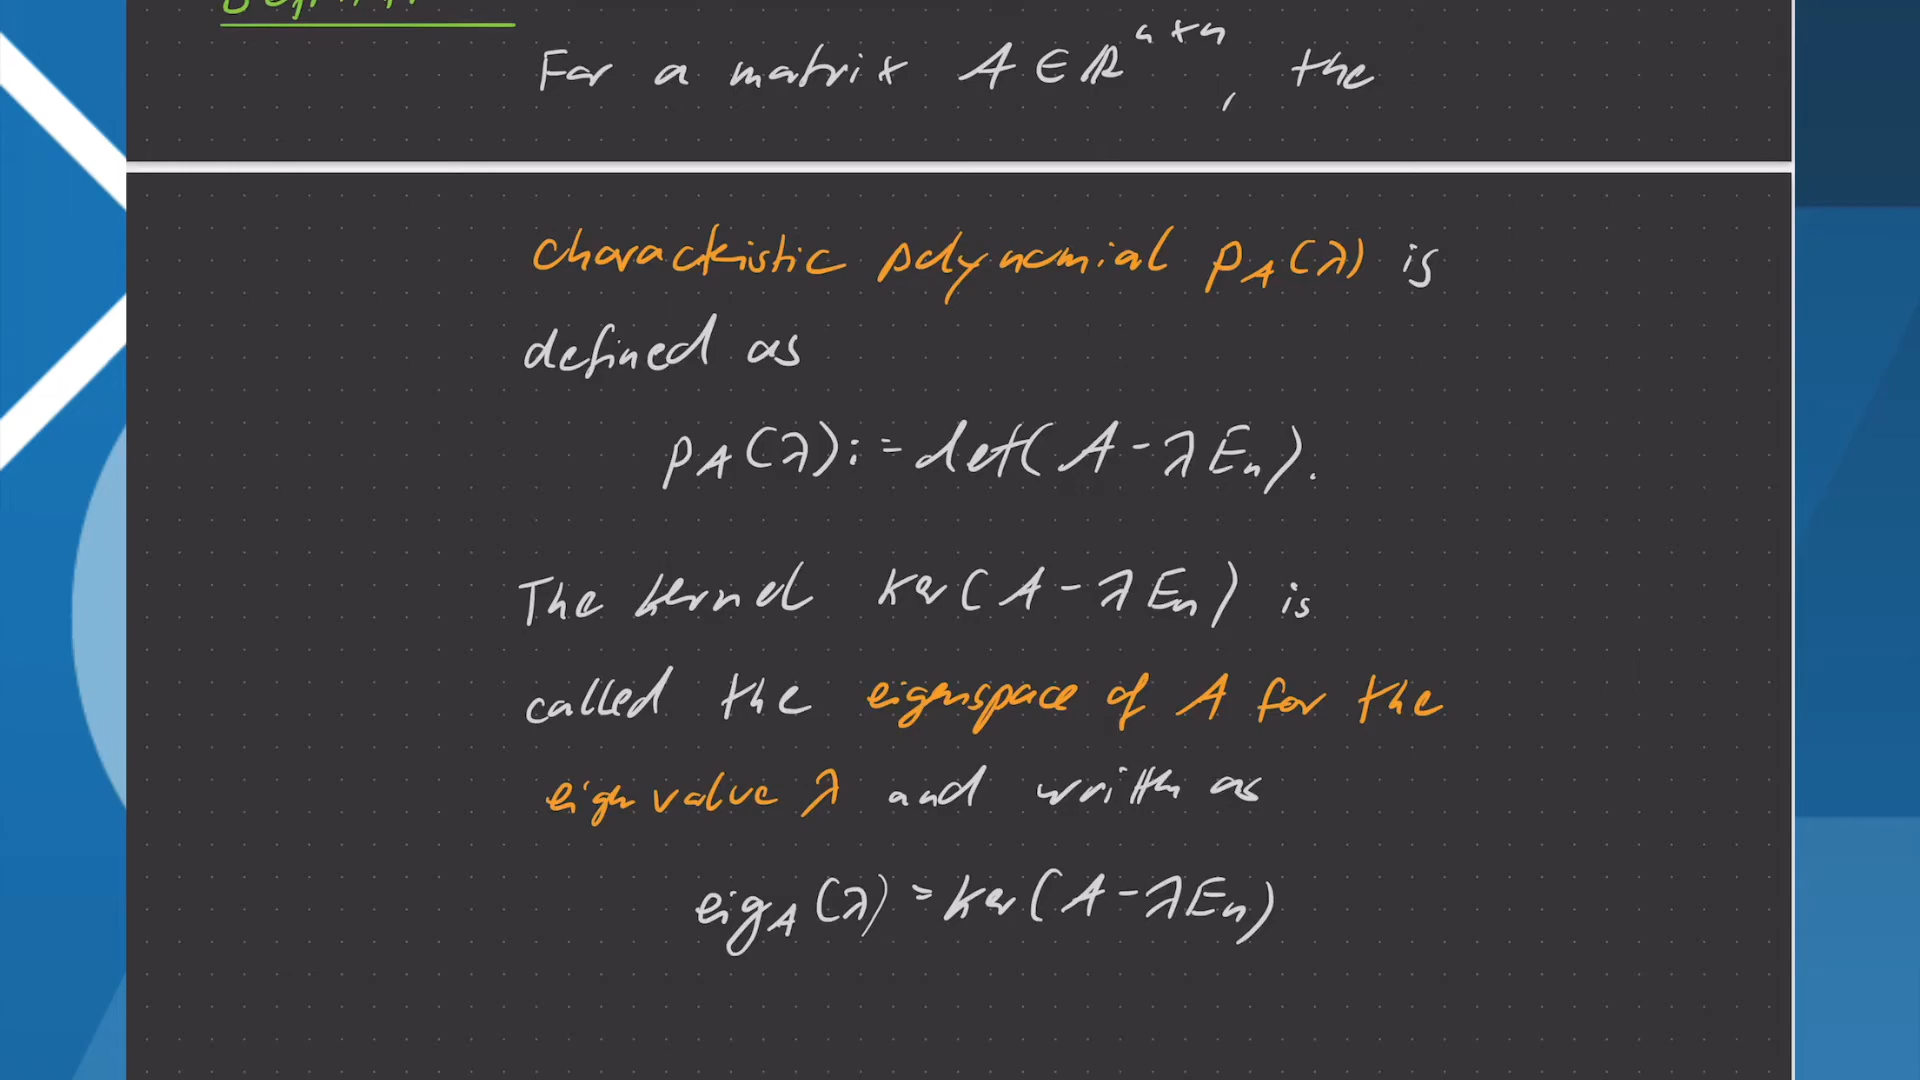 For a matrix A ∈ ℝⁿˣⁿ, the
characteristic polynomial p_A(λ) is
defined as
p_A(λ) := det(A - λE_n).
The kernel ker(A - λE_n) is
called the eigenspace of A for the
eigenvalue λ and written as
eig_A(λ) = ker(A - λE_n)